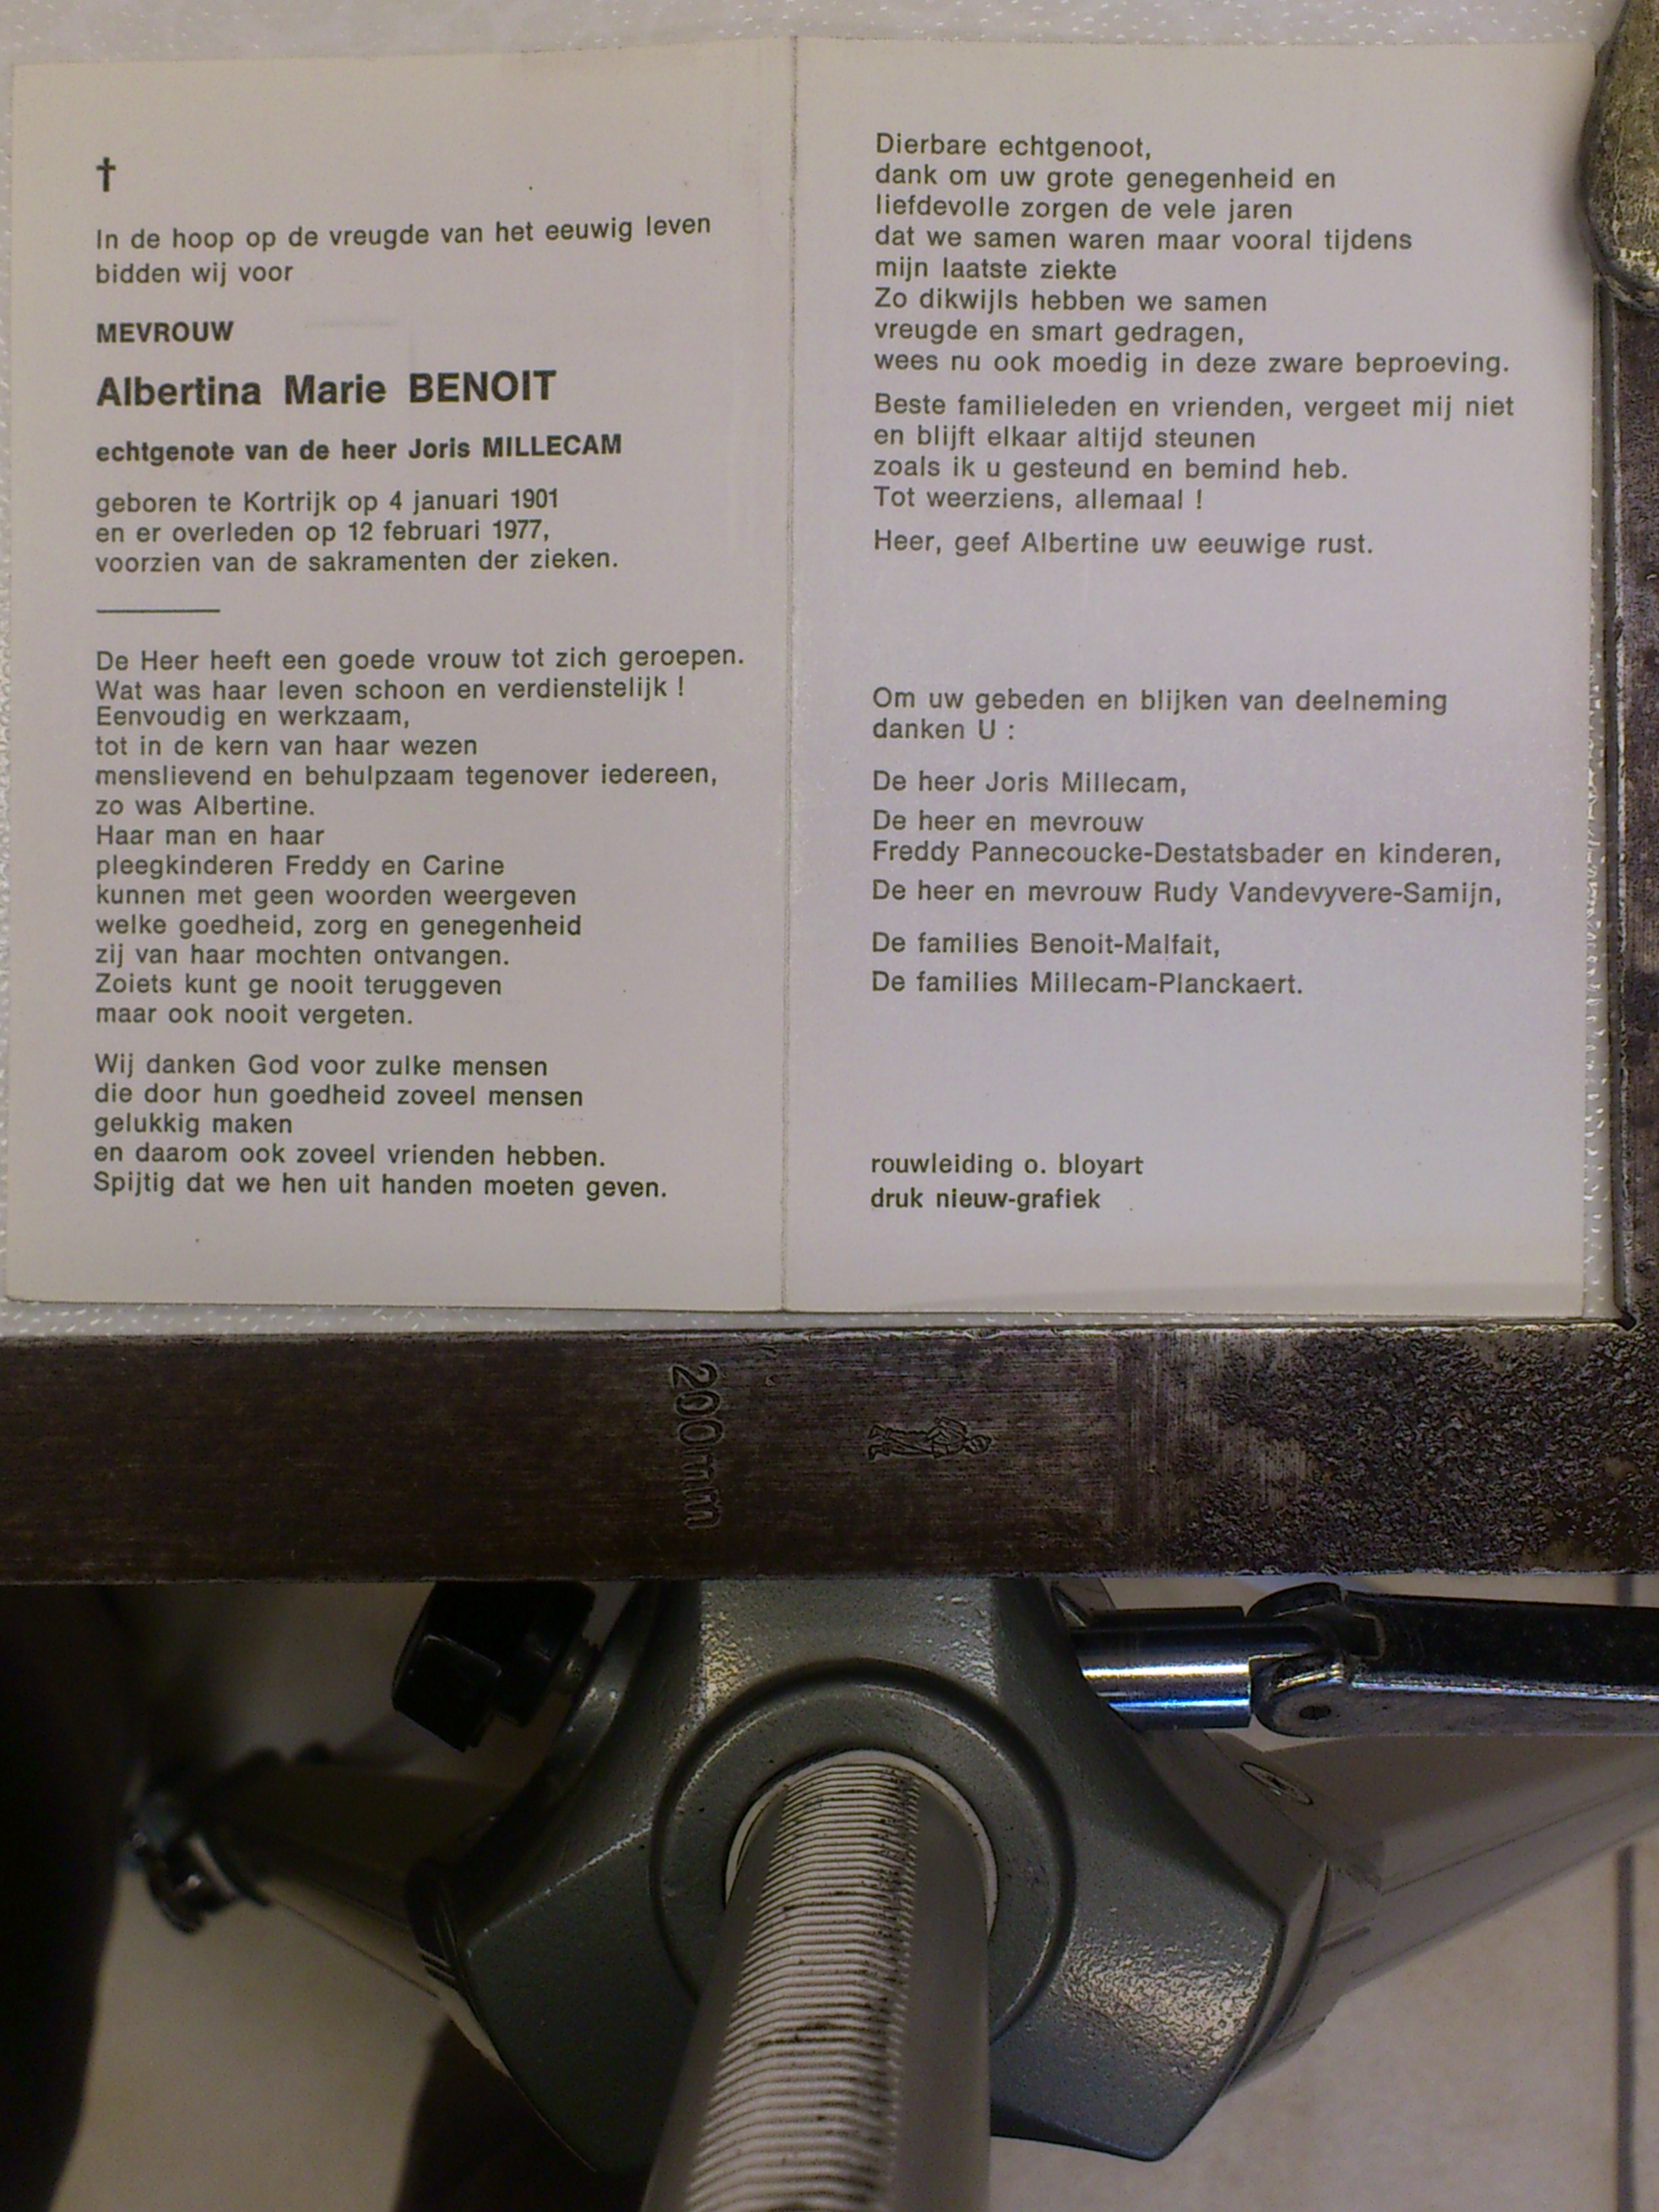 †
In de hoop op de vreugde van het eeuwig leven
bidden wij voor
MEVROUW
Albertina Marie BENOIT
echtgenote van de heer Joris MILLECAM
geboren te Kortrijk op 4 januari 1901
en er overleden op 12 februari 1977,
voorzien van de sakramenten der zieken.
De Heer heeft een goede vrouw tot zich geroepen.
Wat was haar leven schoon en verdienstelijk !
Eenvoudig en werkzaam,
tot in de kern van haar wezen
menslievend en behulpzaam tegenover iedereen,
zo was Albertine.
Haar man en haar
pleegkinderen Freddy en Carine
kunnen met geen woorden weergeven
welke goedheid, zorg en genegenheid
zij van haar mochten ontvangen.
Zoiets kunt ge nooit teruggeven
maar ook nooit vergeten.
Wij danken God voor zulke mensen
die door hun goedheid zoveel mensen
gelukkig maken
en daarom ook zoveel vrienden hebben.
Spijtig dat we hen uit handen moeten geven.
Dierbare echtgenoot,
dank om uw grote genegenheid en
liefdevolle zorgen de vele jaren
dat we samen waren maar vooral tijdens
mijn laatste ziekte
Zo dikwijls hebben we samen
vreugde en smart gedragen,
wees nu ook moedig in deze zware beproeving.
Beste familieleden en vrienden, vergeet mij niet
en blijft elkaar altijd steunen
zoals ik u gesteund en bemind heb.
Tot weerziens, allemaal !
Heer, geef Albertine uw eeuwige rust.
Om uw gebeden en blijken van deelneming
danken U :
De heer Joris Millecam,
De heer en mevrouw
Freddy Pannecoucke-Destatsbader en kinderen,
De heer en mevrouw Rudy Vandevyvere-Samijn,
De families Benoit-Malfait,
De families Millecam-Planckaert.
rouwleiding o. bloyart
druk nieuw-grafiek
200mm